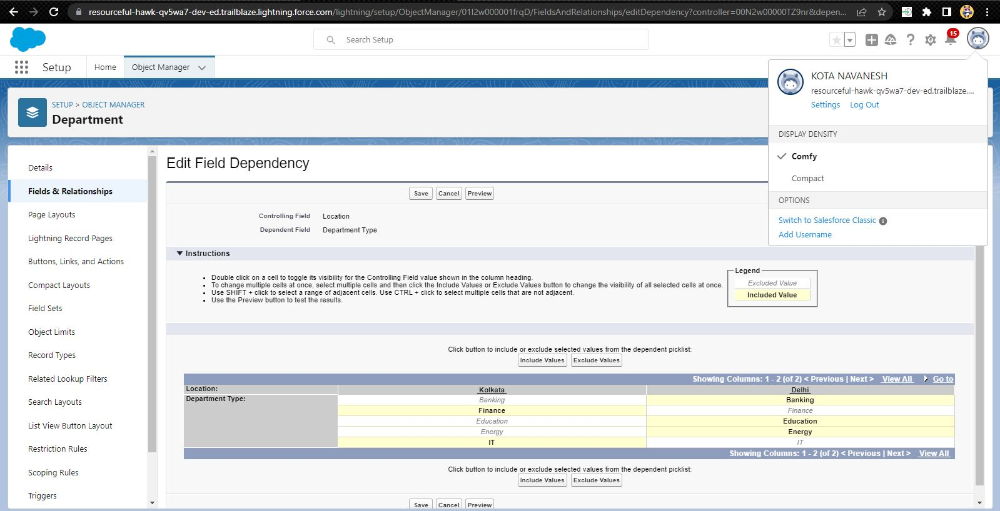 resourceful-hawk-qv5wa7-dev-ed.trailblaze.lightning.force.com/lightning/setup/ObjectManager/01I2w000001frqD/FieldsAndRelationships/editDependency?controller=00N2w00000TZ9nr&depen...
Search Setup
15
Setup
Home
Object Manager
KOTA NAVANESH
resourceful-hawk-qv5wa7-dev-ed.trailblaze....
Settings Log Out
DISPLAY DENSITY
Comfy
Compact
OPTIONS
Switch to Salesforce Classic
Add Username
SETUP > OBJECT MANAGER
Department
Details
Fields & Relationships
Page Layouts
Lightning Record Pages
Buttons, Links, and Actions
Compact Layouts
Field Sets
Object Limits
Record Types
Related Lookup Filters
Search Layouts
List View Button Layout
Restriction Rules
Scoping Rules
Triggers
Edit Field Dependency
Save Cancel Preview
Controlling Field Location
Dependent Field Department Type
Instructions
• Double click on a cell to toggle its visibility for the Controlling Field value shown in the column heading.
• To change multiple cells at once, select multiple cells and then click the Include Values or Exclude Values button to change the visibility of all selected cells at once.
• Use SHIFT + click to select a range of adjacent cells. Use CTRL + click to select multiple cells that are not adjacent.
• Use the Preview button to test the results.
Legend
Excluded Value
Included Value
Click button to include or exclude selected values from the dependent picklist:
Include Values Exclude Values
Showing Columns: 1 - 2 (of 2) < Previous | Next > View All Go to
Location: Kolkata Delhi
Department Type: Banking Banking
Finance Finance
Education Education
Energy Energy
IT IT
Showing Columns: 1 - 2 (of 2) < Previous | Next > View All
Click button to include or exclude selected values from the dependent picklist:
Include Values Exclude Values
Save Cancel Preview